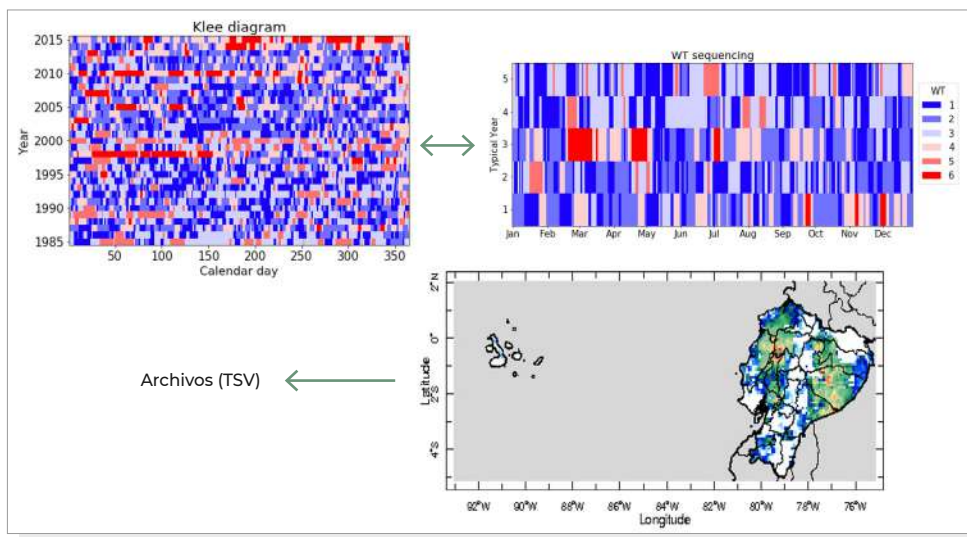 Klee diagram
Year
2015
2010
2005
2000
1995
1990
1985
50 100 150 200 250 300 350
Calendar day
WT sequencing
Typical Year
5
4
3
2
1
Jan Feb Mar Apr May Jun Jul Aug Sep Oct Nov Dec
WT
1
2
3
4
5
6
Archivos (TSV)
Latitude
2°N
0°
2°S
4°S
92°W 90°W 88°W 86°W 84°W 82°W 80°W 78°W 76°W
Longitude